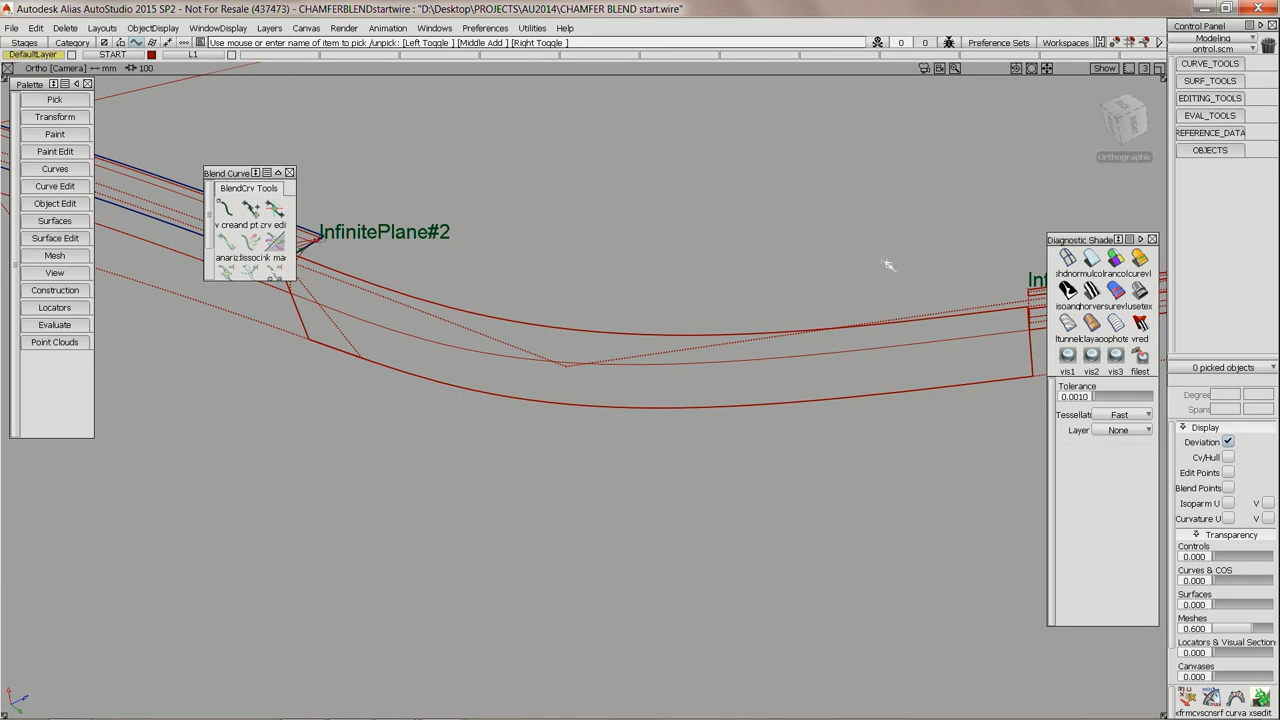 Autodesk Alias AutoStudio 2015 SP2 - Not For Resale (437473) - CHAMFERBLENDstartwire : "D:\Desktop\PROJECTS\AU2014\CHAMFER BLEND start.wire"
File Edit Delete Layouts ObjectDisplay WindowDisplay Layers Canvas Render Animation Windows Preferences Utilities Help
Stages Category Use mouse or enter name of item to pick /unpick: [Left Toggle ] [Middle Add ] [Right Toggle ] 0 0 Preference Sets Workspaces
DefaultLayer START L1
Ortho [Camera] mm 100 Show 3
Control Panel
Modeling
ontrol.scm
CURVE_TOOLS
SURF_TOOLS
EDITING_TOOLS
EVAL_TOOLS
REFERENCE_DATA
OBJECTS
Palette
Pick
Transform
Paint
Paint Edit
Curves
Curve Edit
Object Edit
Surfaces
Surface Edit
Mesh
View
Construction
Locators
Evaluate
Point Clouds
Blend Curve
BlendCrv Tools
InfinitePlane#2
Orthographic
Diagnostic Shade
vis1 vis2 vis3 filest
Tolerance
0.0010
Tessellat Fast
Layer None
0 picked objects
Degree
Spans
Display
Deviation
Cv/Hull
Edit Points
Blend Points
Isoparm U V
Curvature U V
Transparency
Controls
0.000
Curves & COS
0.000
Surfaces
0.000
Meshes
0.600
Locators & Visual Section
0.000
Canvases
0.000